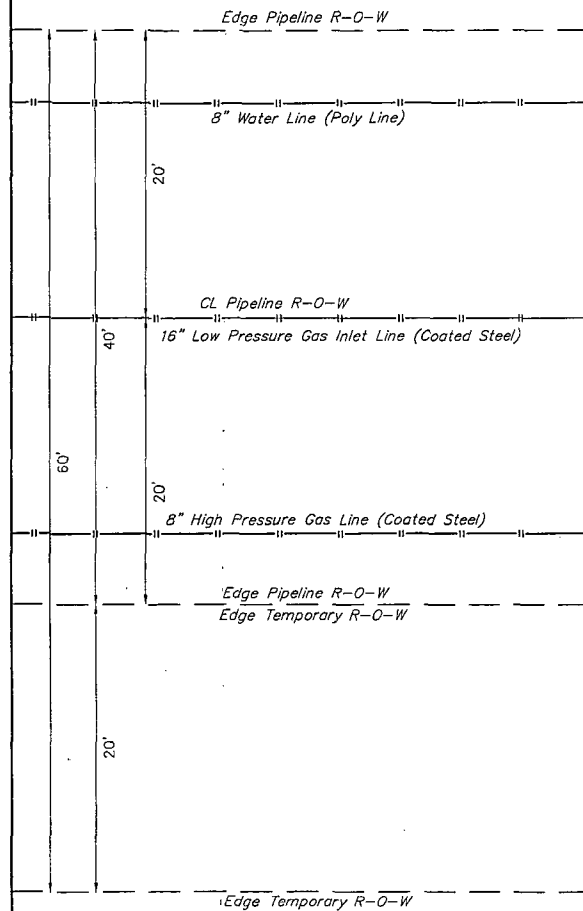 Edge Pipeline R-O-W
8" Water Line (Poly Line)
20'
CL Pipeline R-O-W
16" Low Pressure Gas Inlet Line (Coated Steel)
40'
60'
20'
8" High Pressure Gas Line (Coated Steel)
Edge Pipeline R-O-W
Edge Temporary R-O-W
20'
Edge Temporary R-O-W